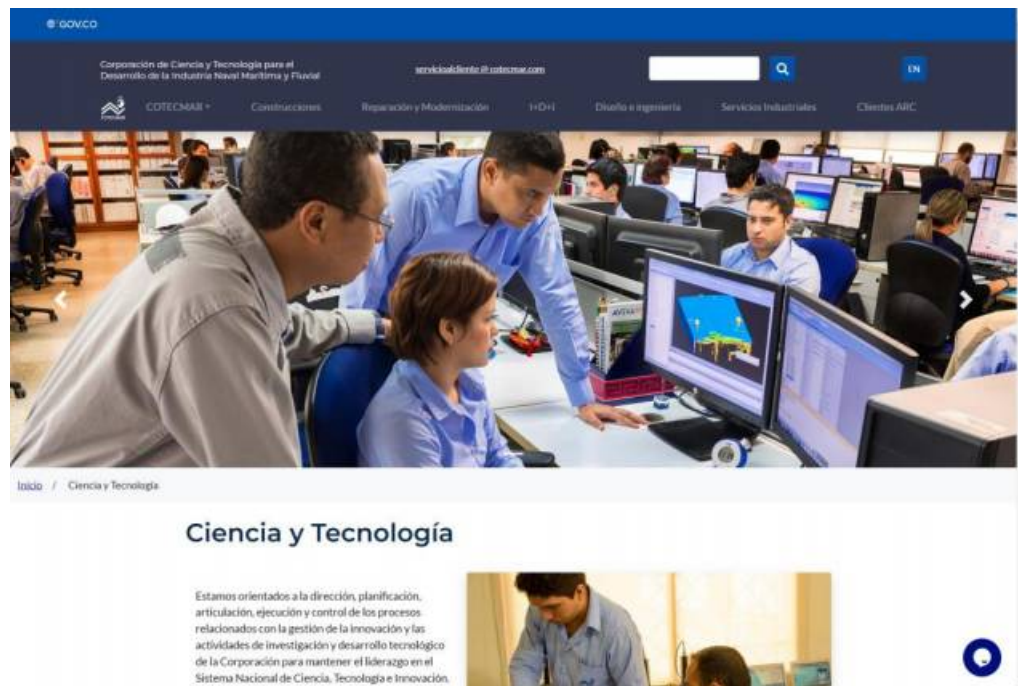 GOV.CO
Corporación de Ciencia y Tecnología para el
Desarrollo de la Industria Naval Marítima y Fluvial
servicioalcliente@cotecmar.com
EN
COTECMAR
Construcciones
Reparación y Modernización
I+D+i
Diseño e ingeniería
Servicios Industriales
Clientes ARC
Inicio / Ciencia y Tecnología
Ciencia y Tecnología
Estamos orientados a la dirección, planificación,
articulación, ejecución y control de los procesos
relacionados con la gestión de la innovación y las
actividades de investigación y desarrollo tecnológico
de la Corporación para mantener el liderazgo en el
Sistema Nacional de Ciencia, Tecnología e Innovación.